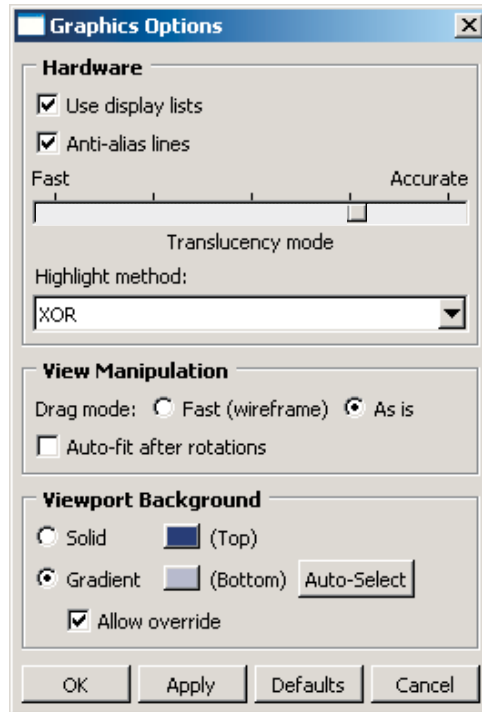 Graphics Options
Hardware
Use display lists
Anti-alias lines
Fast Accurate
Translucency mode
Highlight method:
XOR
View Manipulation
Drag mode: Fast (wireframe) As is
Auto-fit after rotations
Viewport Background
Solid (Top)
Gradient (Bottom) Auto-Select
Allow override
OK Apply Defaults Cancel